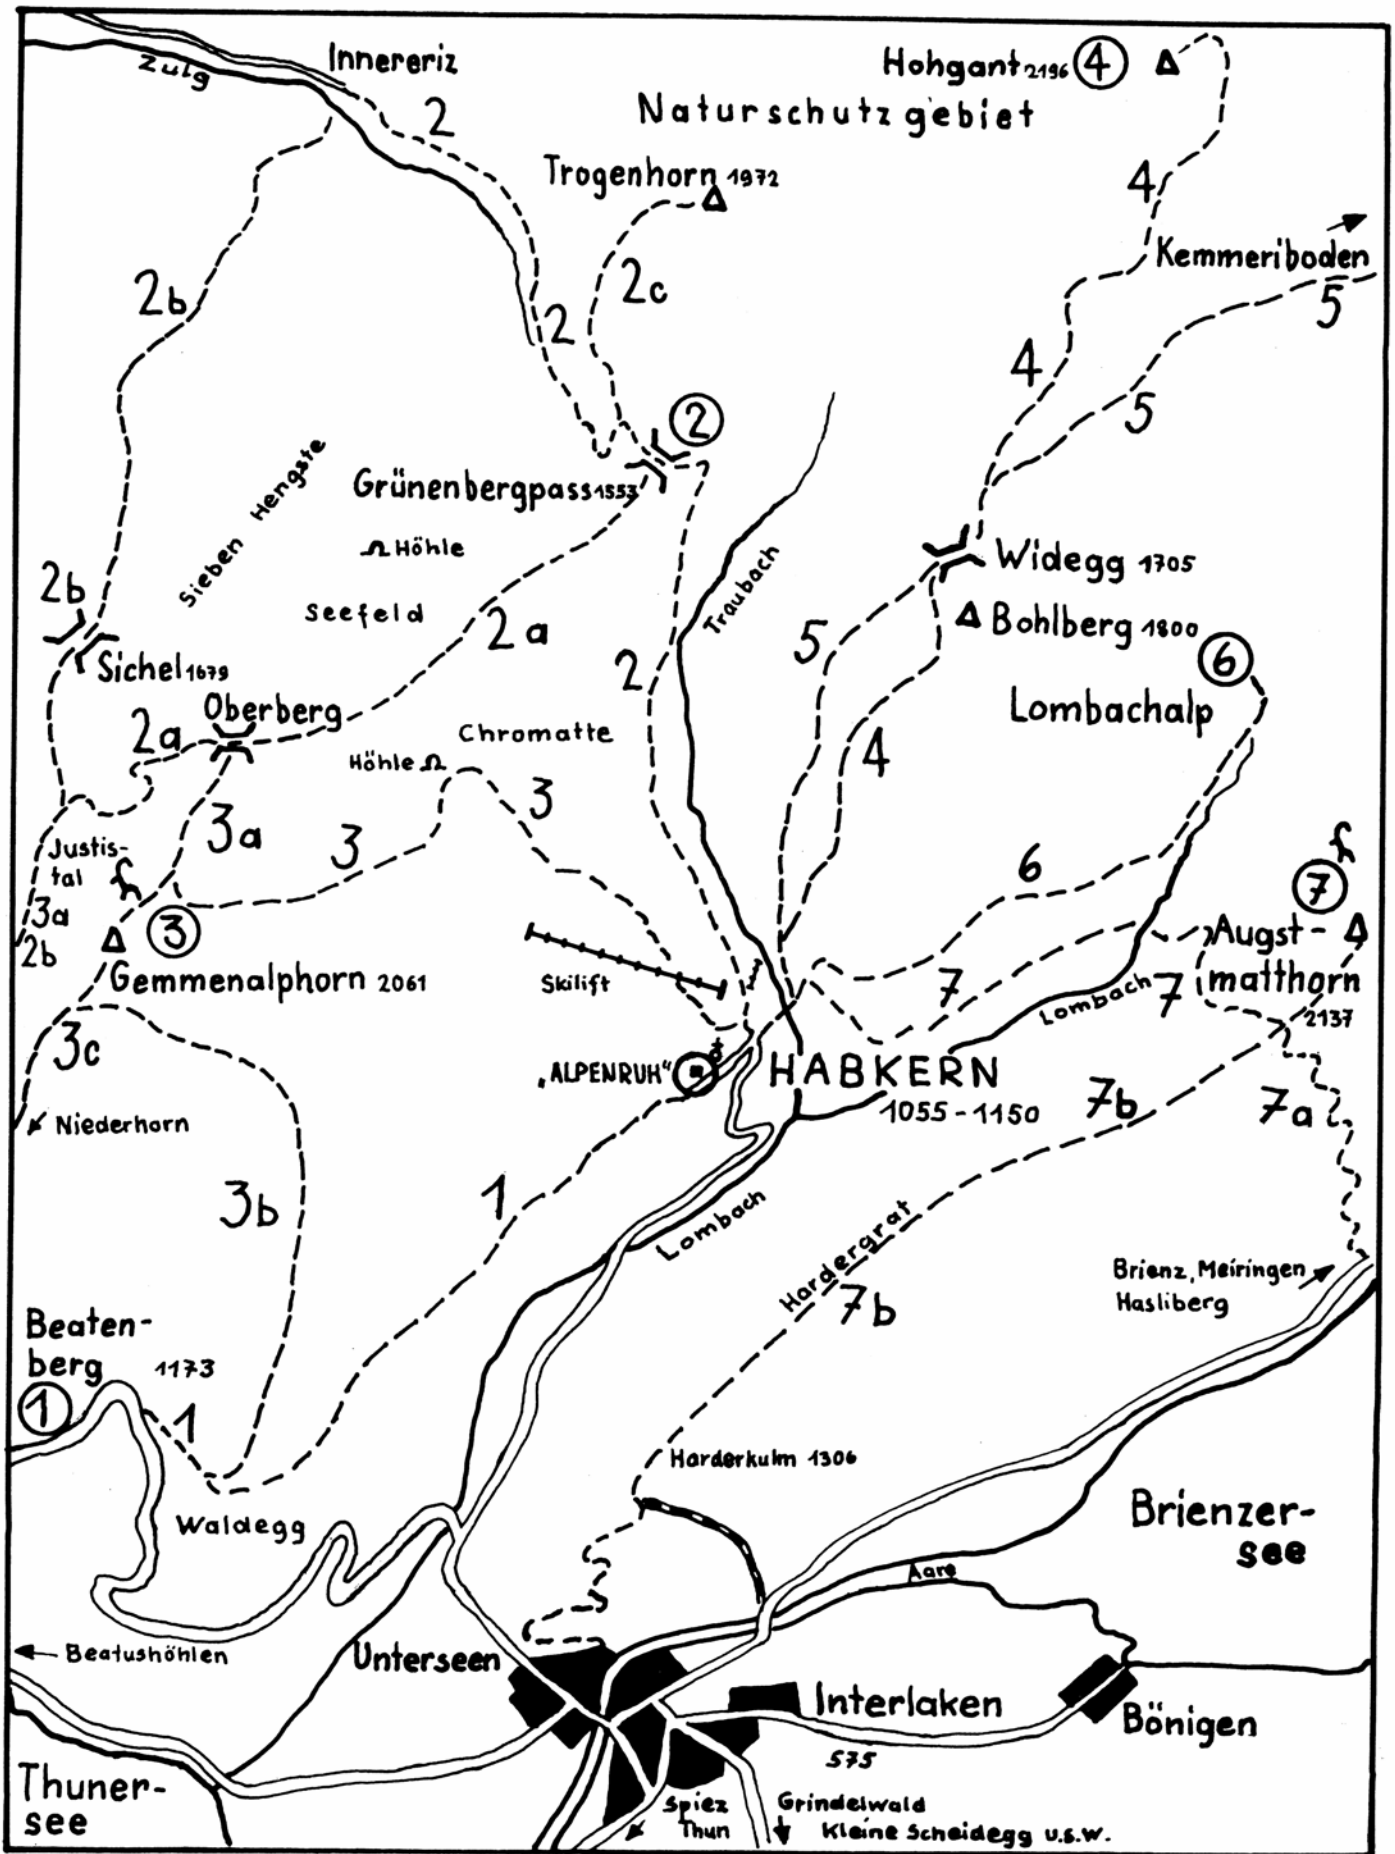 Innereriz
Zulg
Hohgant 2196 4
Naturschutzgebiet
2
Trogenhorn 1972
4
Kemmeriboden
2b
2c
2
5
4
5
2
Grünenbergpass 1553
Sieben Hengste
Höhle
Seefeld
Traubach
Widegg 1705
2b
2a
5
Bohlberg 1800
Sichel 1679
2
6
Lombachalp
Oberberg
2a
Chromatte
4
Höhle
3
3a
3
Justis-
tal
6
7
3a
2b
3
Augst-
matthorn
2137
Gemmenalphorn 2061
Skilift
7
Lombach
7
3c
„ALPENRUH"
HABKERN
1055 - 1150
7b
7a
Niederhorn
3b
1
Lombach
Hardergrat
7b
Brienz, Meiringen
Hasliberg
Beaten-
berg 1173
1
1
Harderkulm 1306
Waldegg
Brienzer-
see
Aare
Beatushöhlen
Unterseen
Interlaken
575
Bönigen
Thuner-
see
Spiez
Thun
Grindelwald
Kleine Scheidegg u.s.w.